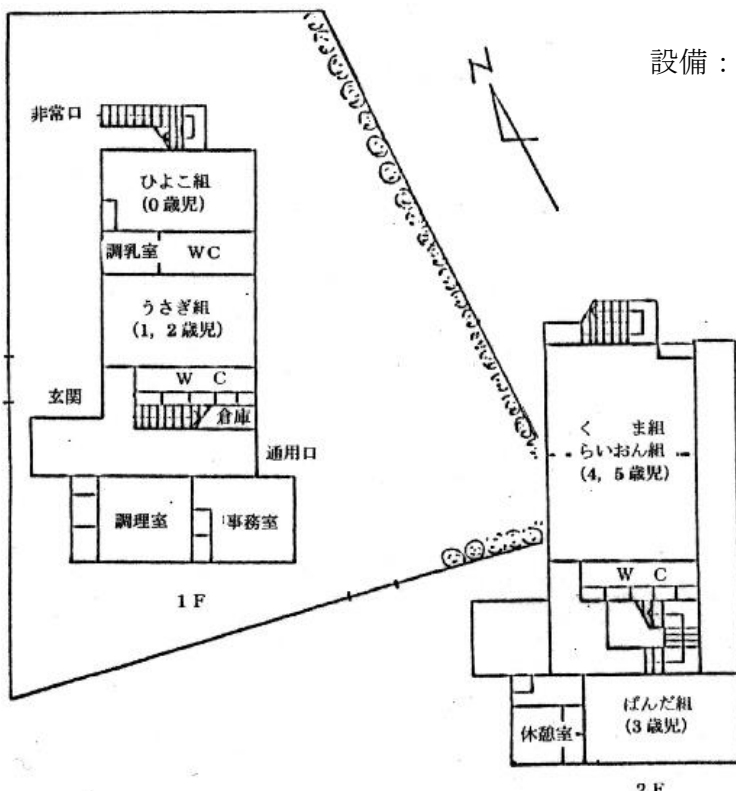 設備：
N
非常口
ひよこ組
(0歳児)
調乳室
WC
うさぎ組
(1，2歳児)
W C
玄関
倉庫
通用口
調理室
事務室
1F
く ま組
らいおん組
(4，5歳児)
W C
ぱんだ組
(3歳児)
休憩室
2F